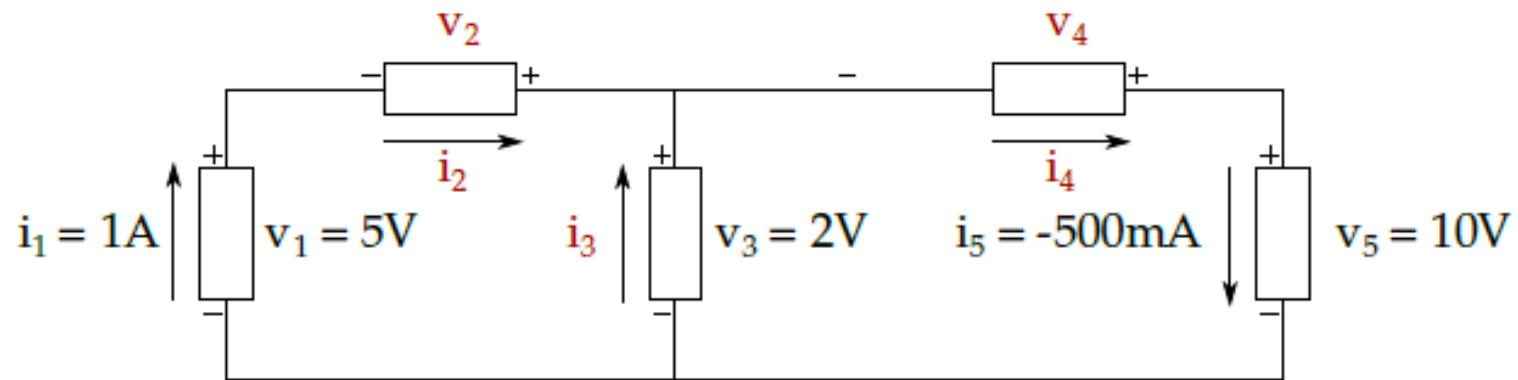 v₂
v₄
− + − +
i₂
i₄
+ + +
i₁ = 1A
v₁ = 5V
i₃
v₃ = 2V
i₅ = -500mA
v₅ = 10V
− − −